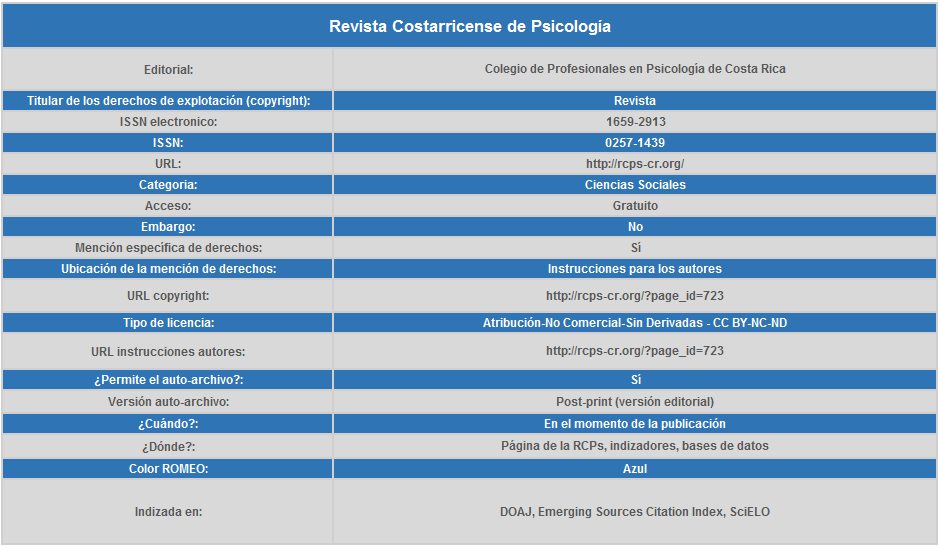 Revista Costarricense de Psicología
Editorial: Colegio de Profesionales en Psicología de Costa Rica
Titular de los derechos de explotación (copyright): Revista
ISSN electronico: 1659-2913
ISSN: 0257-1439
URL: http://rcps-cr.org/
Categoria: Ciencias Sociales
Acceso: Gratuito
Embargo: No
Mención específica de derechos: Sì
Ubicación de la mención de derechos: Instrucciones para los autores
URL copyright: http://rcps-cr.org/?page_id=723
Tipo de licencia: Atribución-No Comercial-Sin Derivadas - CC BY-NC-ND
URL instrucciones autores: http://rcps-cr.org/?page_id=723
¿Permite el auto-archivo?: Sì
Versión auto-archivo: Post-print (versión editorial)
¿Cuándo?: En el momento de la publicación
¿Dónde?: Página de la RCPs, indizadores, bases de datos
Color ROMEO: Azul
Indizada en: DOAJ, Emerging Sources Citation Index, SciELO